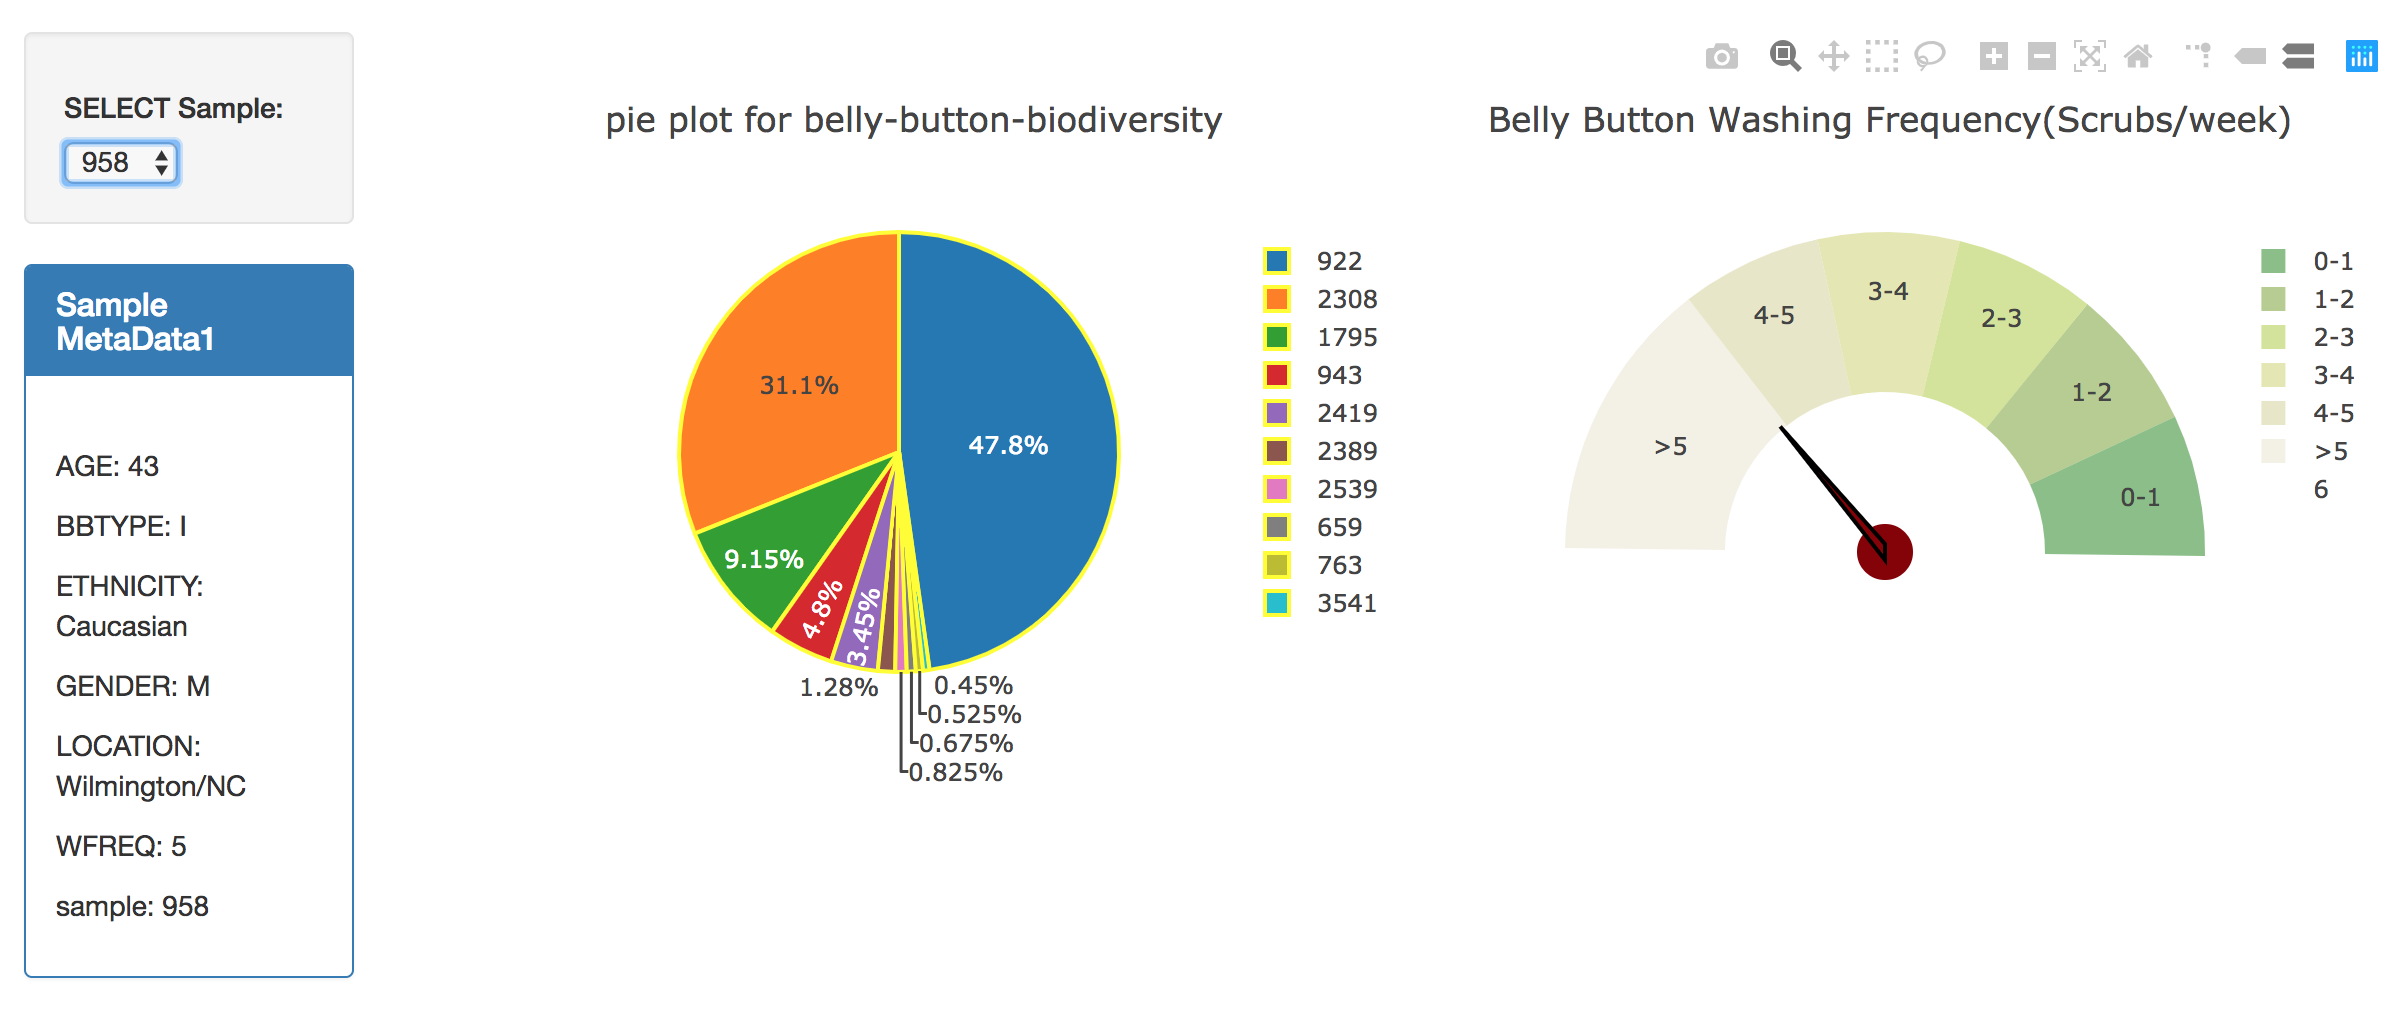 SELECT Sample:
958
Sample
MetaData1
AGE: 43
BBTYPE: I
ETHNICITY:
Caucasian
GENDER: M
LOCATION:
Wilmington/NC
WFREQ: 5
sample: 958
pie plot for belly-button-biodiversity
31.1%
47.8%
9.15%
4.8%
3.45%
1.28%
0.45%
0.525%
0.675%
0.825%
922
2308
1795
943
2419
2389
2539
659
763
3541
Belly Button Washing Frequency(Scrubs/week)
>5
4-5
3-4
2-3
1-2
0-1
0-1
1-2
2-3
3-4
4-5
>5
6